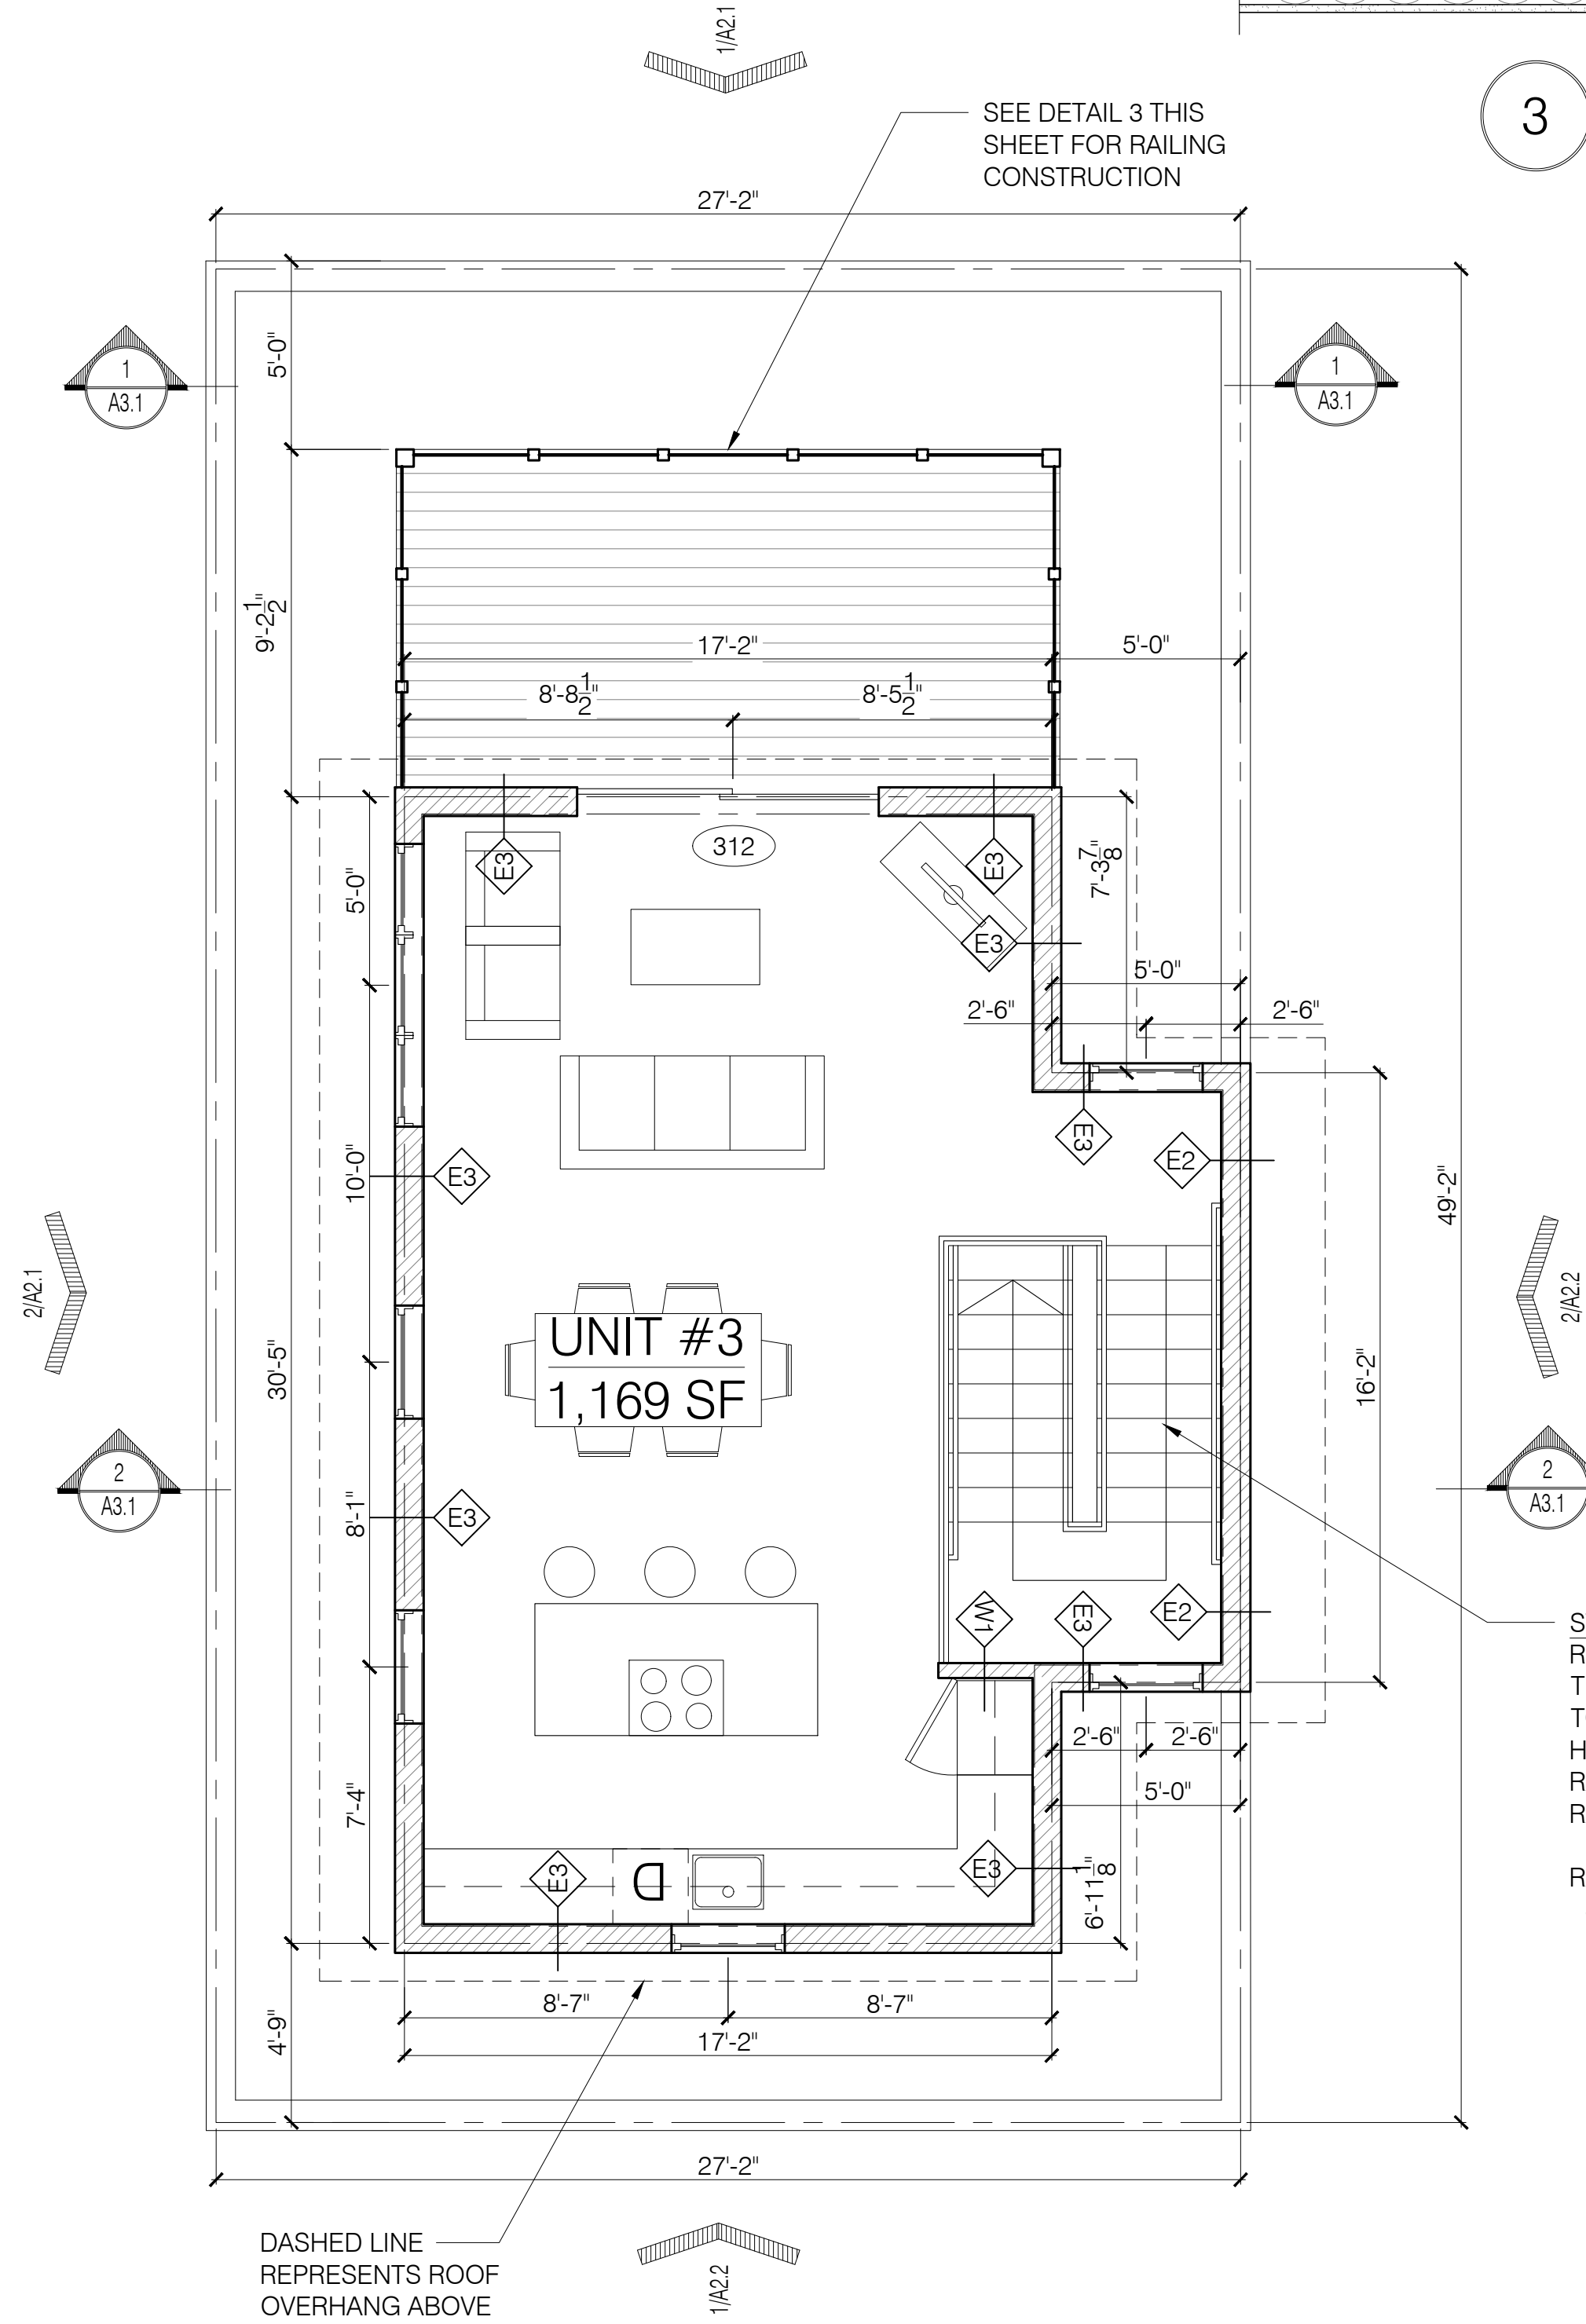 1/A2.1
SEE DETAIL 3 THIS
SHEET FOR RAILING
CONSTRUCTION
3
27'-2"
5'-0"
1
A3.1
1
A3.1
9'-2 1/2"
17'-2"
5'-0"
8'-8 1/2"
8'-5 1/2"
312
E3
E3
E3
5'-0"
7'-3 7/8"
5'-0"
2'-6"
2'-6"
E3
E2
E3
10'-0"
49'-2"
2/A2.1
2/A2.2
30'-5"
UNIT #3
1,169 SF
16'-2"
2
A3.1
2
A3.1
8'-1"
E3
W1
E3
E2
S
R
T
T
H
R
R
R
2'-6"
2'-6"
5'-0"
7'-4"
E3
D
E3
6'-11 1/8"
8'-7"
8'-7"
17'-2"
4'-9"
27'-2"
DASHED LINE
REPRESENTS ROOF
OVERHANG ABOVE
1/A2.2